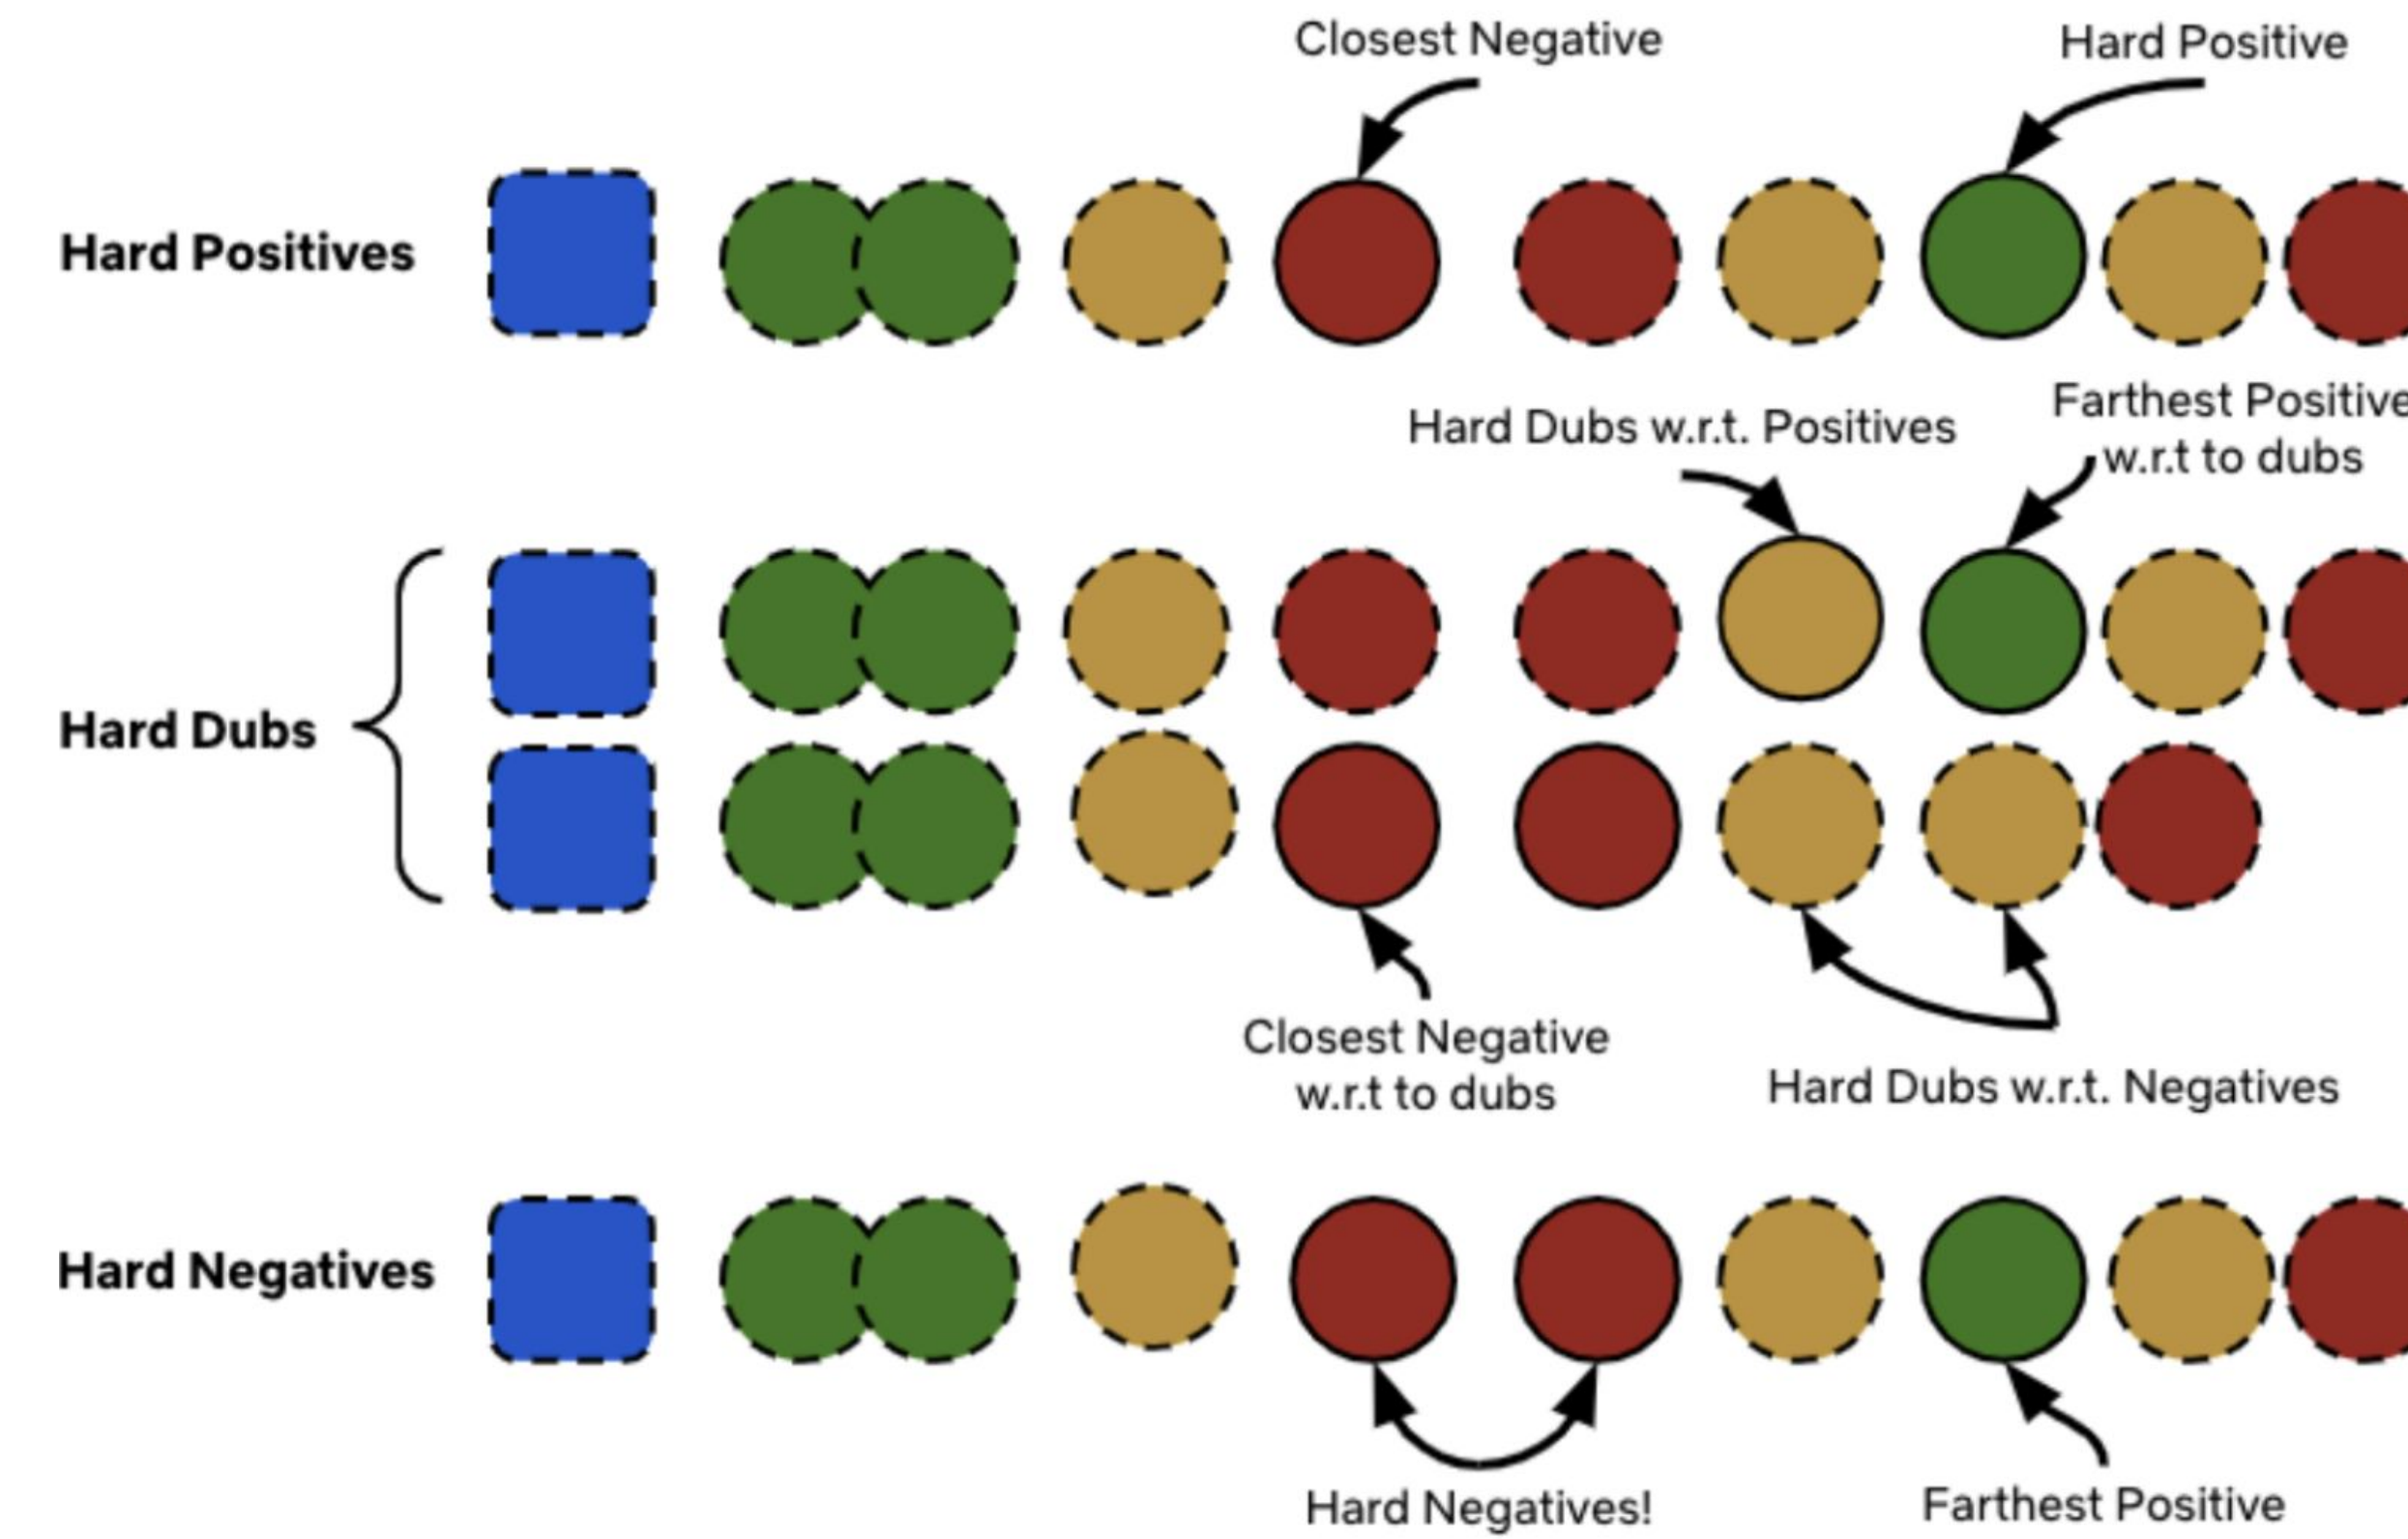 Closest Negative
Hard Positive
Hard Positives
Hard Dubs w.r.t. Positives
Farthest Positive
w.r.t to dubs
Hard Dubs
Closest Negative
w.r.t to dubs
Hard Dubs w.r.t. Negatives
Hard Negatives
Hard Negatives!
Farthest Positive